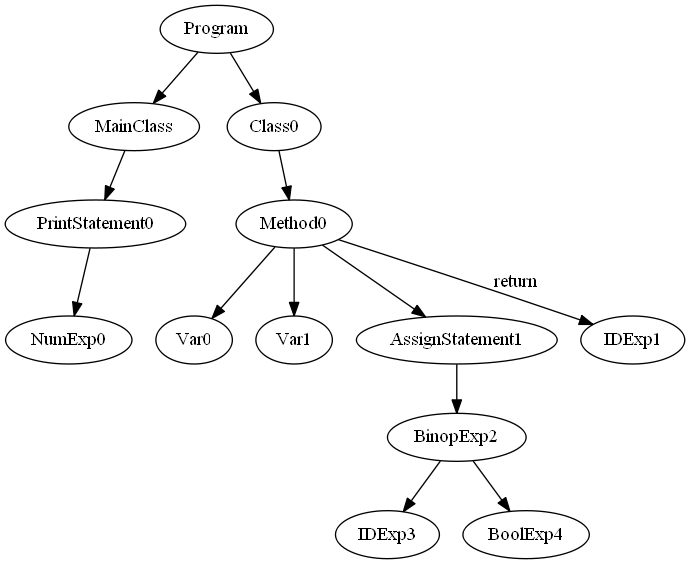 Program
MainClass
Class0
PrintStatement0
Method0
return
NumExp0
Var0
Var1
AssignStatement1
IDExp1
BinopExp2
IDExp3
BoolExp4